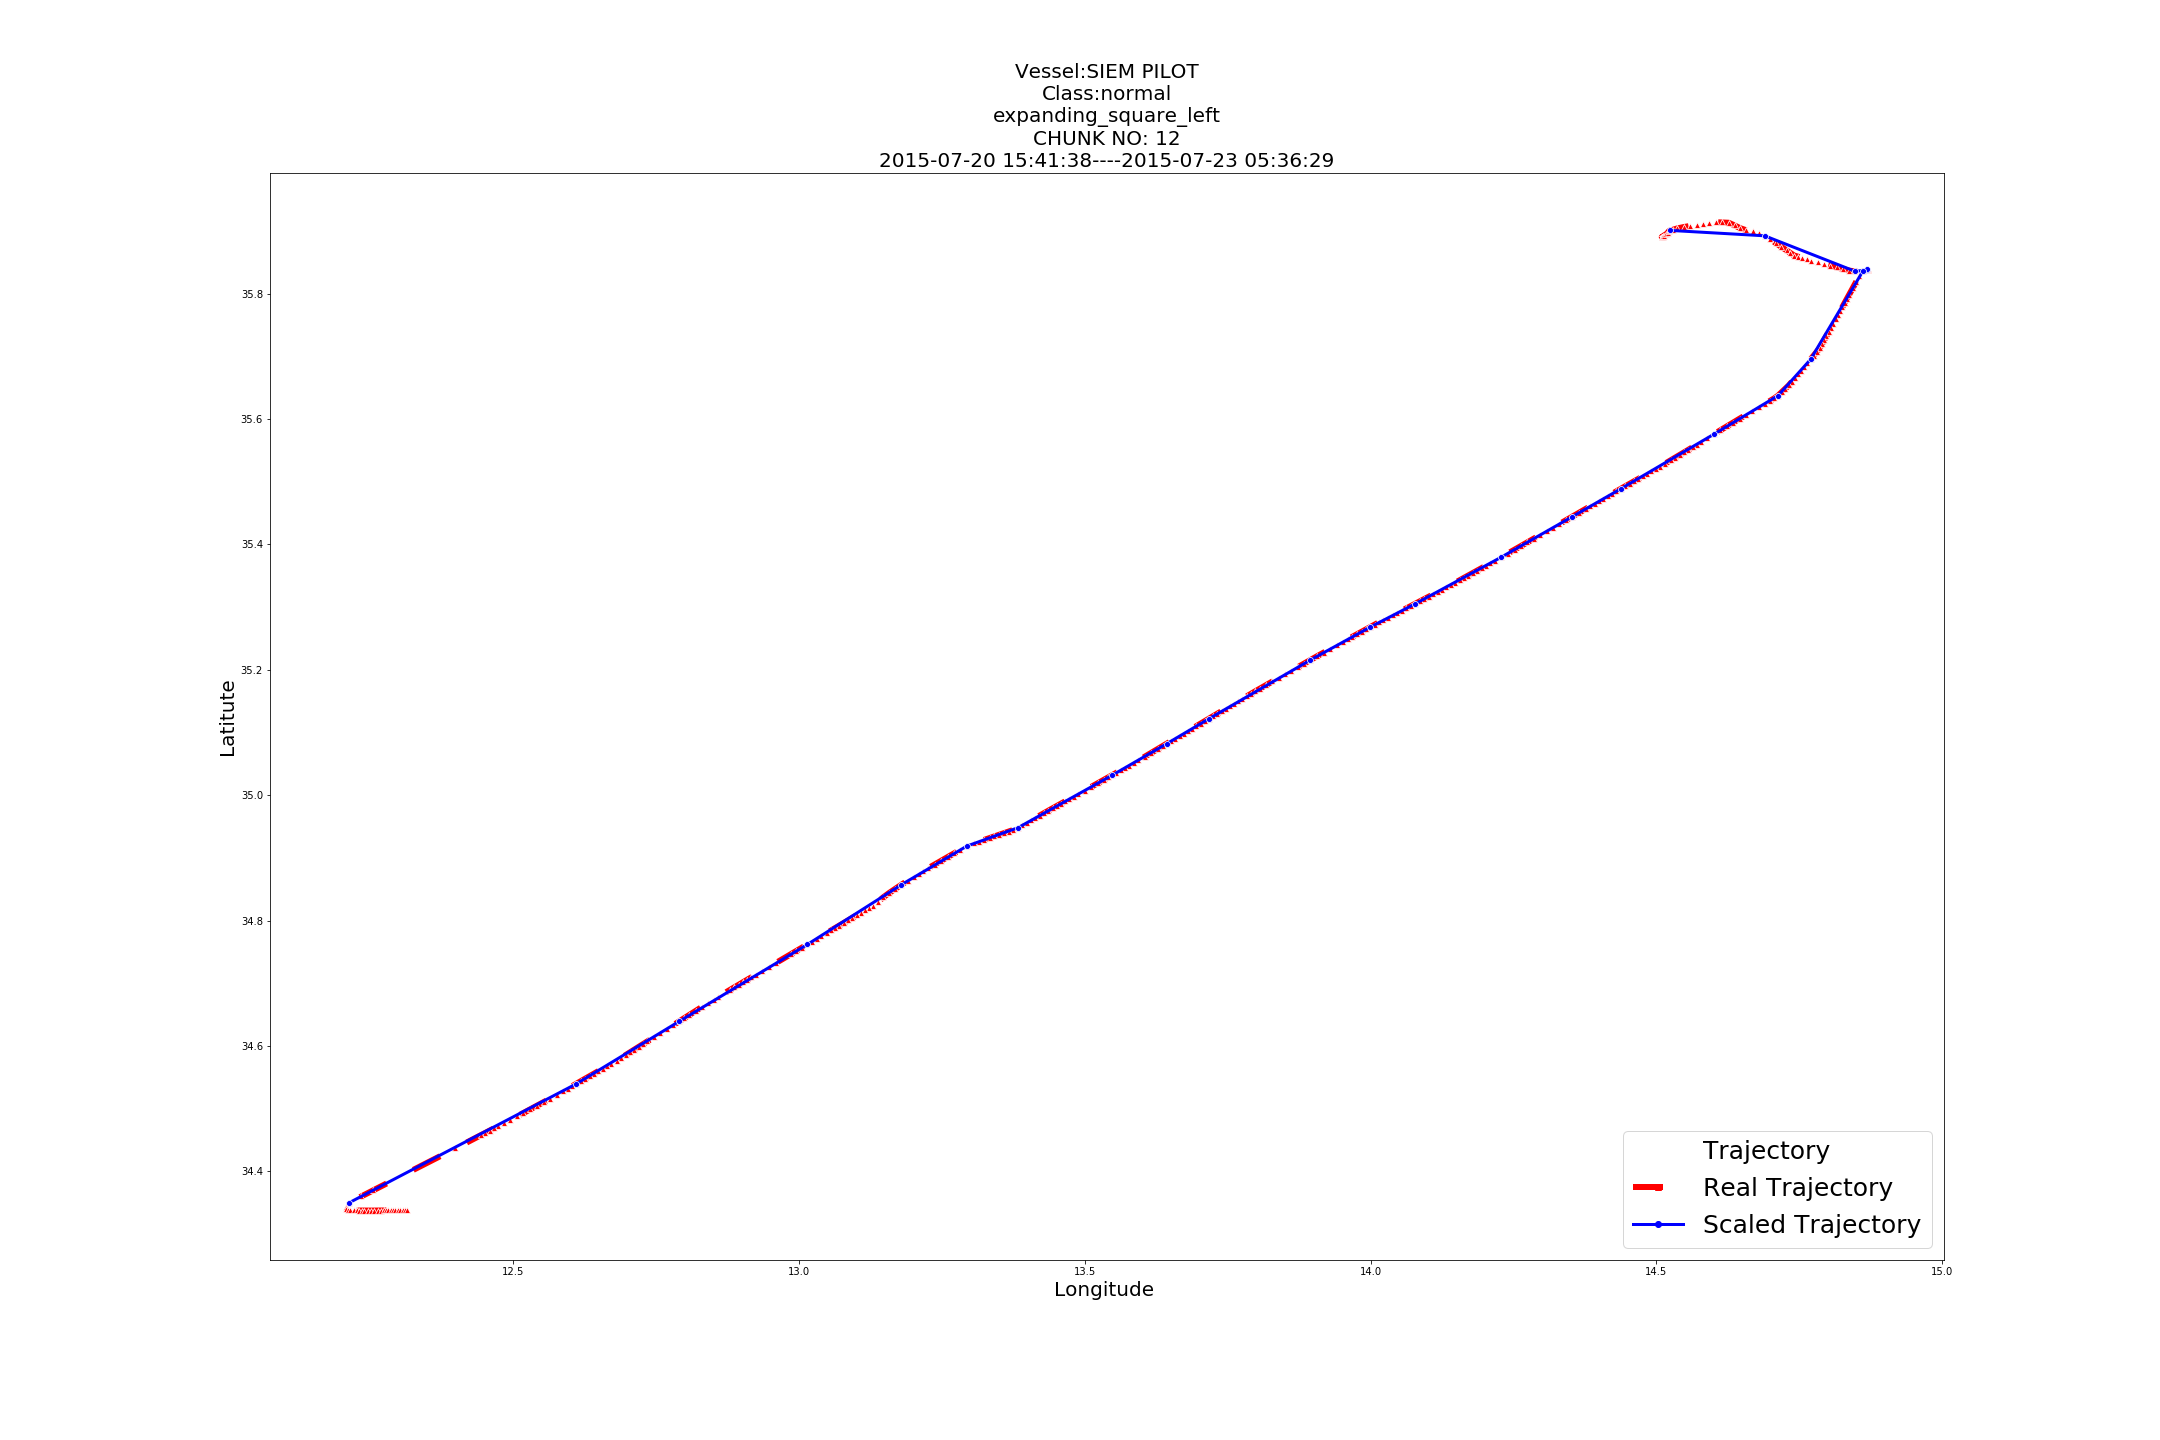 Vessel:SIEM PILOT
Class:normal
expanding_square_left
CHUNK NO: 12
2015-07-20 15:41:38----2015-07-23 05:36:29
Latitute
35.8
35.6
35.4
35.2
35.0
34.8
34.6
34.4
Trajectory
Real Trajectory
Scaled Trajectory
12.5
13.0
13.5
14.0
14.5
15.0
Longitude